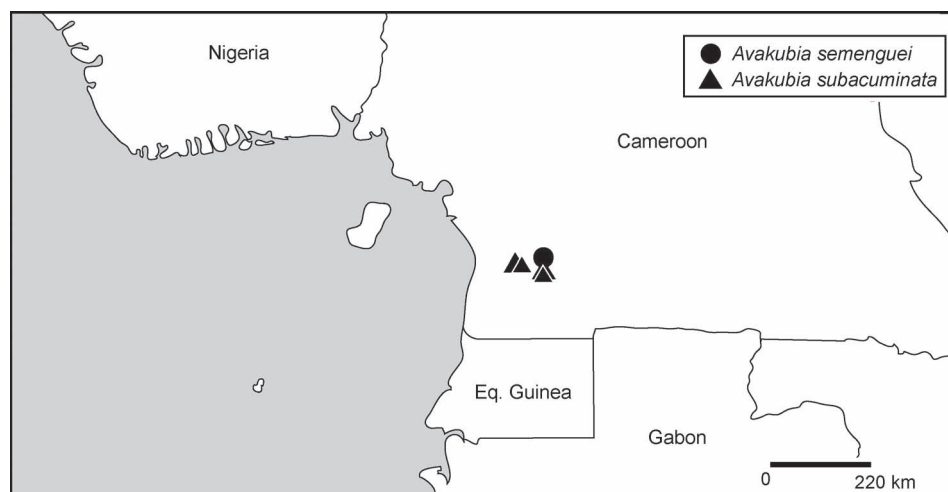 Nigeria
Avakubia semenguei
Avakubia subacuminata
Cameroon
Eq. Guinea
Gabon
0 220 km